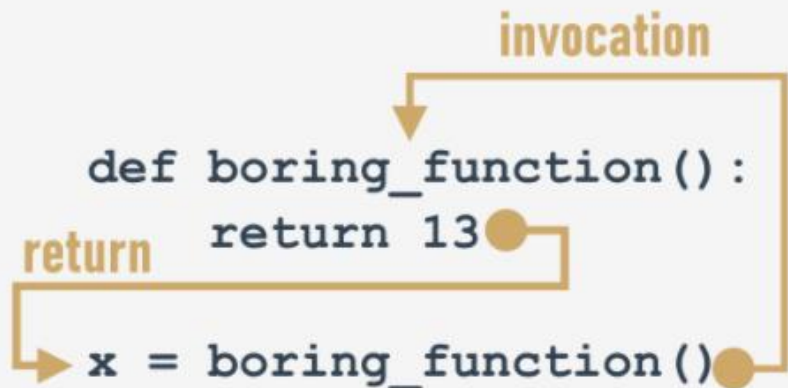 invocation
def boring_function():
    return 13
return
x = boring_function()